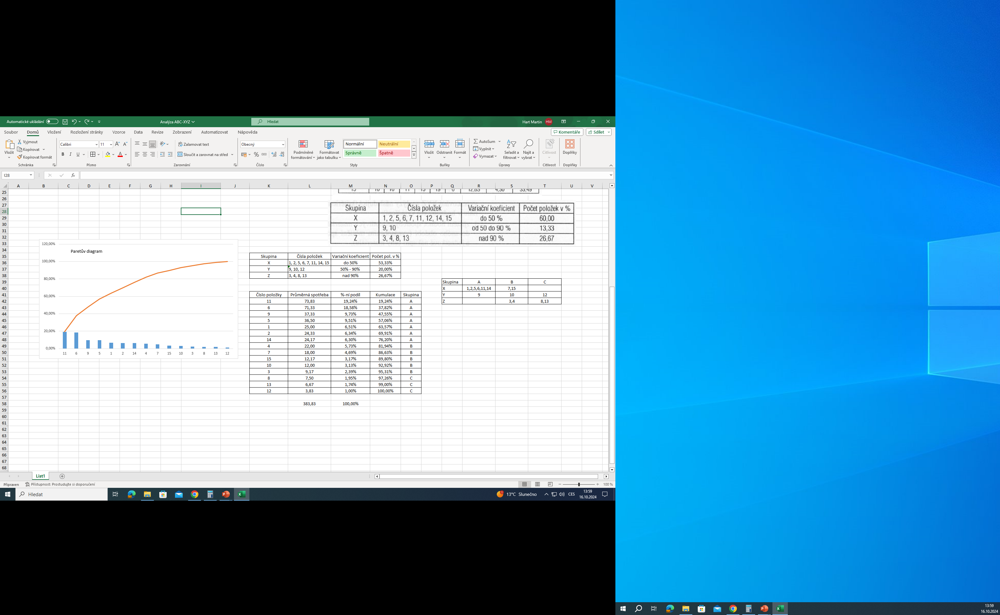 Automatické ukládání
Analýza ABC-XYZ
Hledat
Hart Martin HM
Soubor Domů Vložení Rozložení stránky Vzorce Data Revize Zobrazení Automatizovat Nápověda
Komentáře Sdílet
Vložit
Vyjmout
Kopírovat
Kopírovat formát
Schránka
Calibri 11
B I U
Písmo
Zalamovat text
Sloučit a zarovnat na střed
Zarovnání
Obecný
% 000
Číslo
Podmíněné formátování
Formátovat jako tabulku
Normální Neutrální
Správně Špatně
Styly
Vložit Odstranit Formát
Buňky
AutoSum
Vyplnit
Vymazat
Seřadit a filtrovat
Najít a vybrat
Úpravy
Citlivost
Citlivost
Doplňky
Doplňky
I28
fx
A B C D E F G H I J K L M N O P Q R S T U V
25
26
27
28
29
30
31
32
33
34
35
36
37
38
39
40
41
42
43
44
45
46
47
48
49
50
51
52
53
54
55
56
57
58
59
60
61
62
63
64
65
66
67
68
15 10 10 11 15 19 6 12,83 4,30 33,49
Skupina Čísla položek Variační koeficient Počet položek v %
X 1, 2, 5, 6, 7, 11, 12, 14, 15 do 50 % 60,00
Y 9, 10 od 50 do 90 % 13,33
Z 3, 4, 8, 13 nad 90 % 26,67
Paretův diagram
120,00%
100,00%
80,00%
60,00%
40,00%
20,00%
0,00%
11 6 9 5 1 2 14 4 7 15 10 3 8 13 12
Skupina Čísla položek Variační koeficient Počet pol. v %
X 1, 2, 5, 6, 7, 11, 14, 15 do 50% 53,33%
Y 9, 10, 12 50% - 90% 20,00%
Z 3, 4, 8, 13 nad 90% 26,67%
Skupina A B C
X 1,2,5,6,11,14 7,15
Y 9 10 12
Z 3,4 8,13
Číslo položky Průměrná spotřeba %-ní podíl Kumulace Skupina
11 73,83 19,24% 19,24% A
6 71,33 18,58% 37,82% A
9 37,33 9,73% 47,55% A
5 36,50 9,51% 57,06% A
1 25,00 6,51% 63,57% A
2 24,33 6,34% 69,91% A
14 24,17 6,30% 76,20% A
4 22,00 5,73% 81,94% B
7 18,00 4,69% 86,63% B
15 12,17 3,17% 89,80% B
10 12,00 3,13% 92,92% B
3 9,17 2,39% 95,31% B
8 7,50 1,95% 97,26% C
13 6,67 1,74% 99,00% C
12 3,83 1,00% 100,00% C
383,83 100,00%
List1
Připraven Přístupnost: Prostudujte si doporučení
100 %
Hledat
13°C Slunečno
CES
13:59
16.10.2024
13:59
16.10.2024